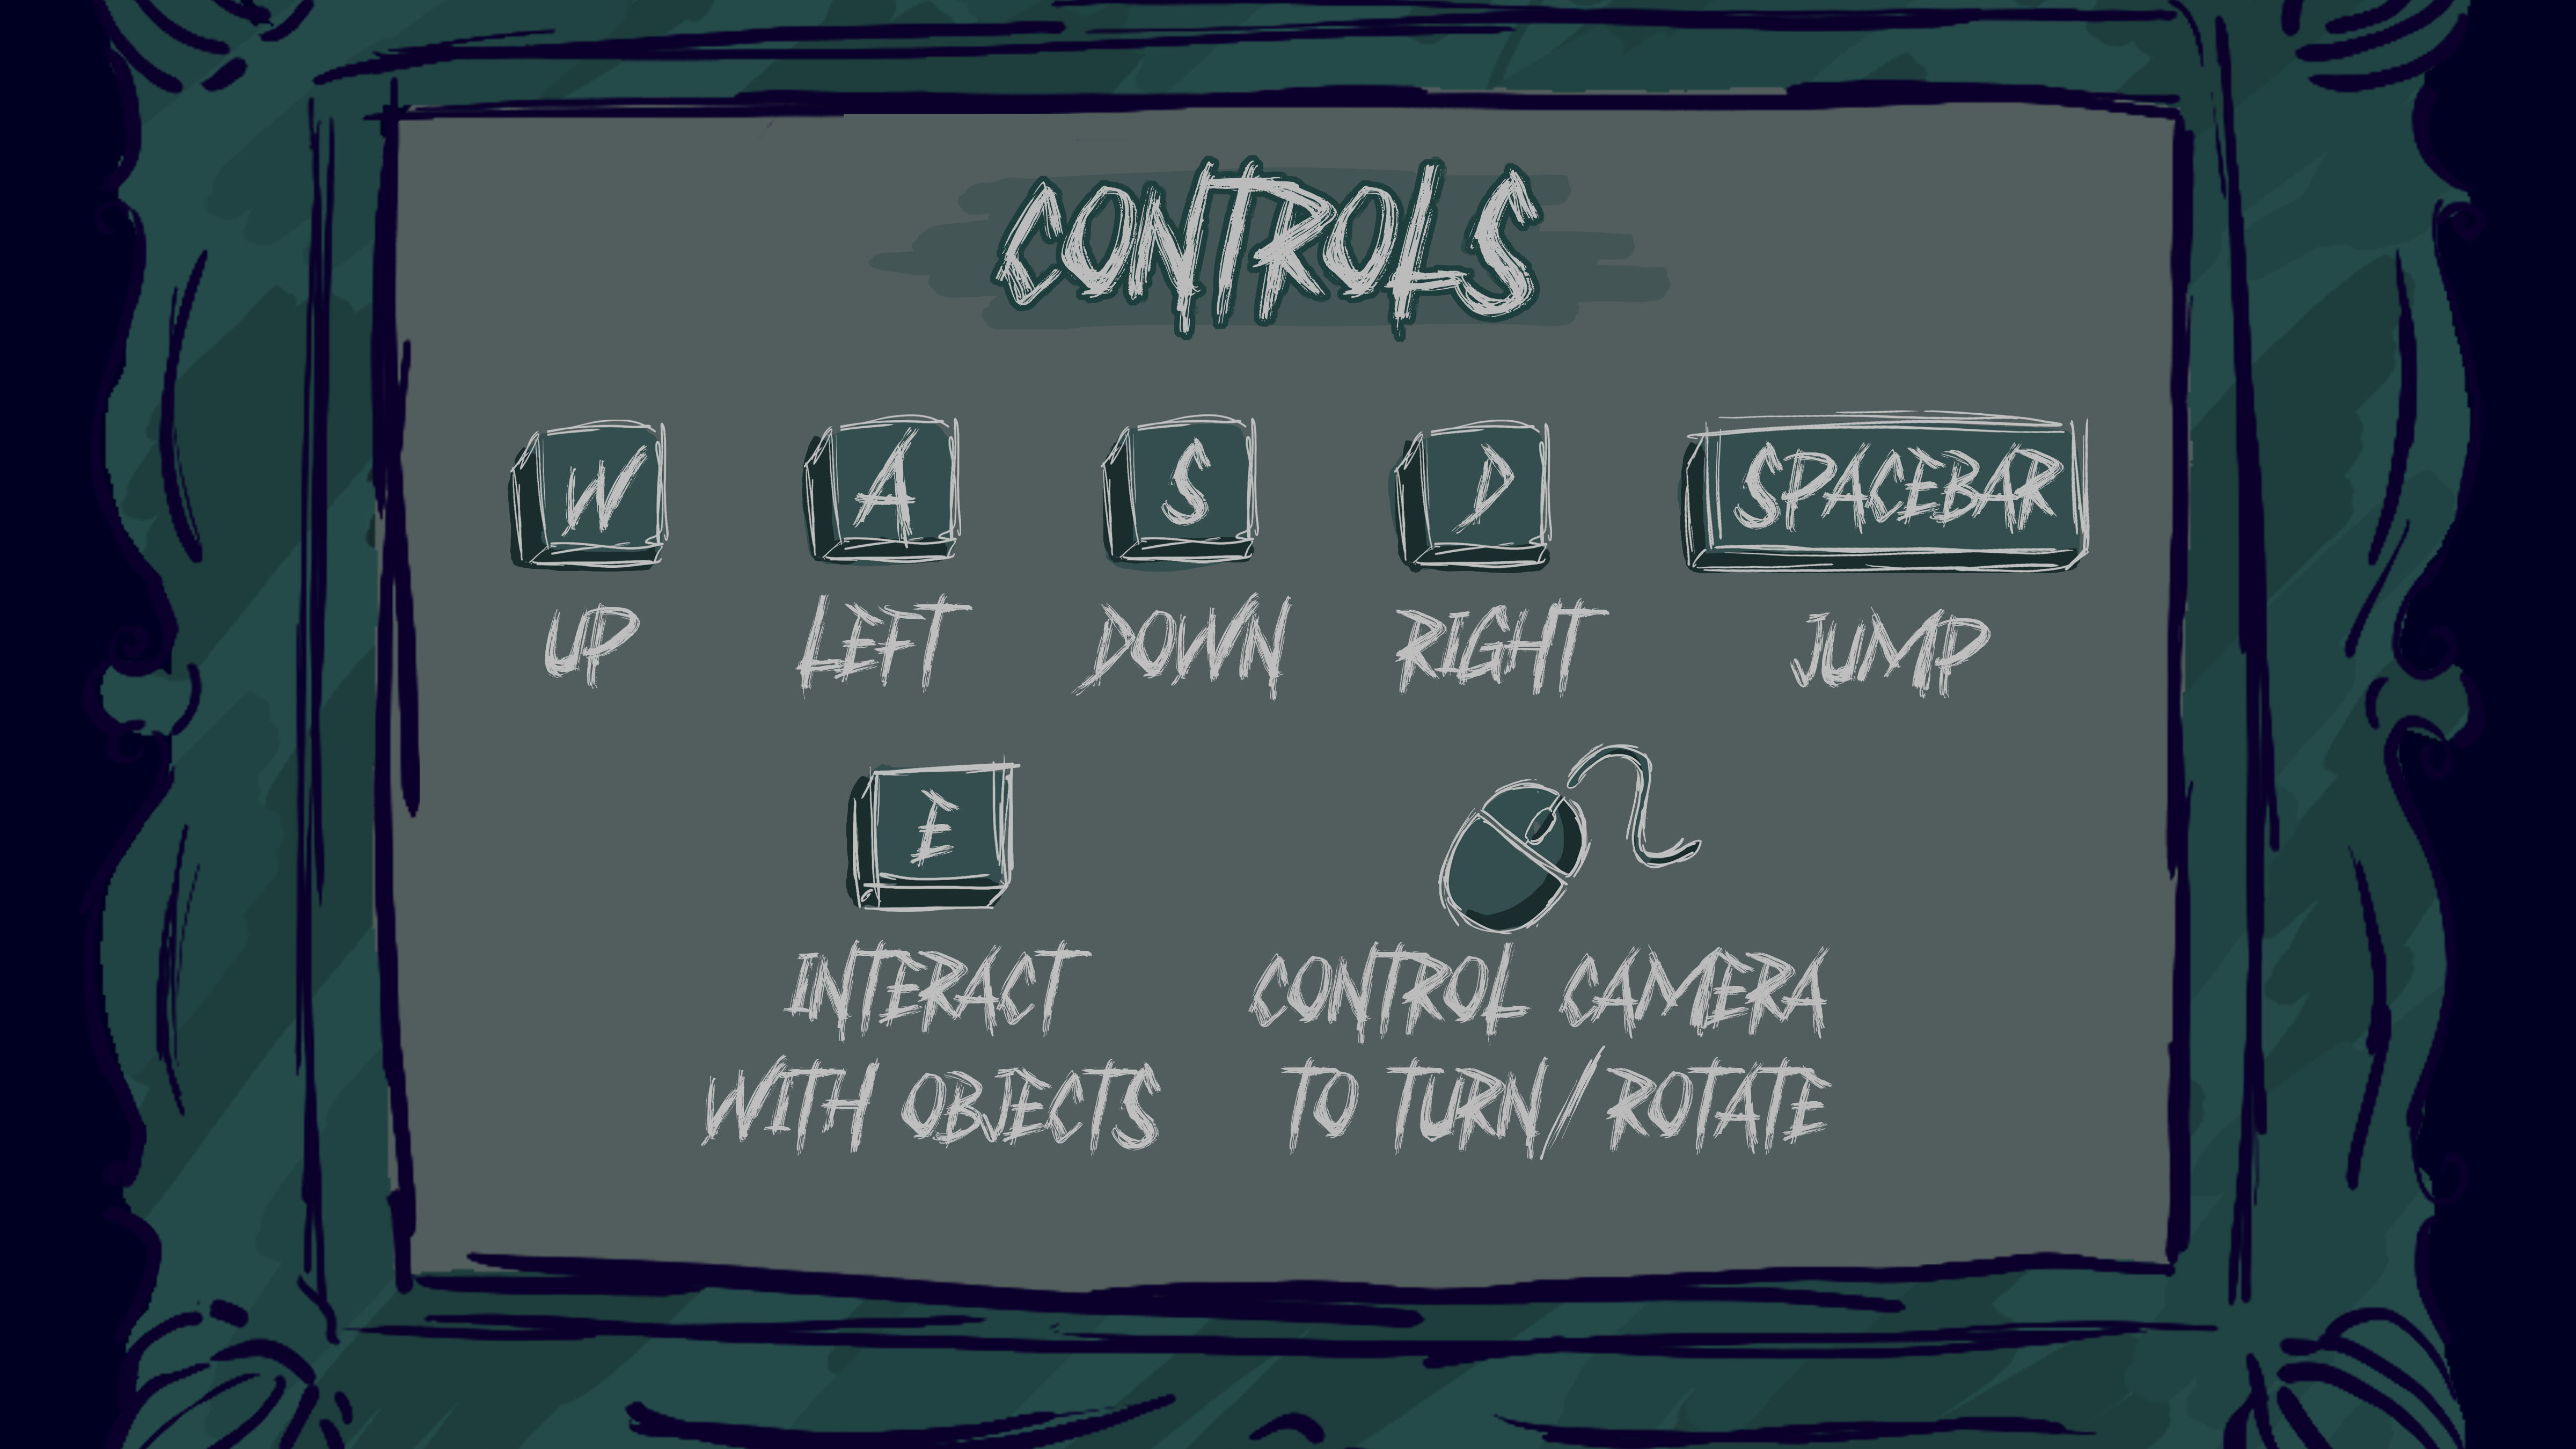 CONTROLS
W A S D SPACEBAR
UP LEFT DOWN RIGHT JUMP
E
INTERACT
WITH OBJECTS
CONTROL CAMERA
TO TURN/ROTATE